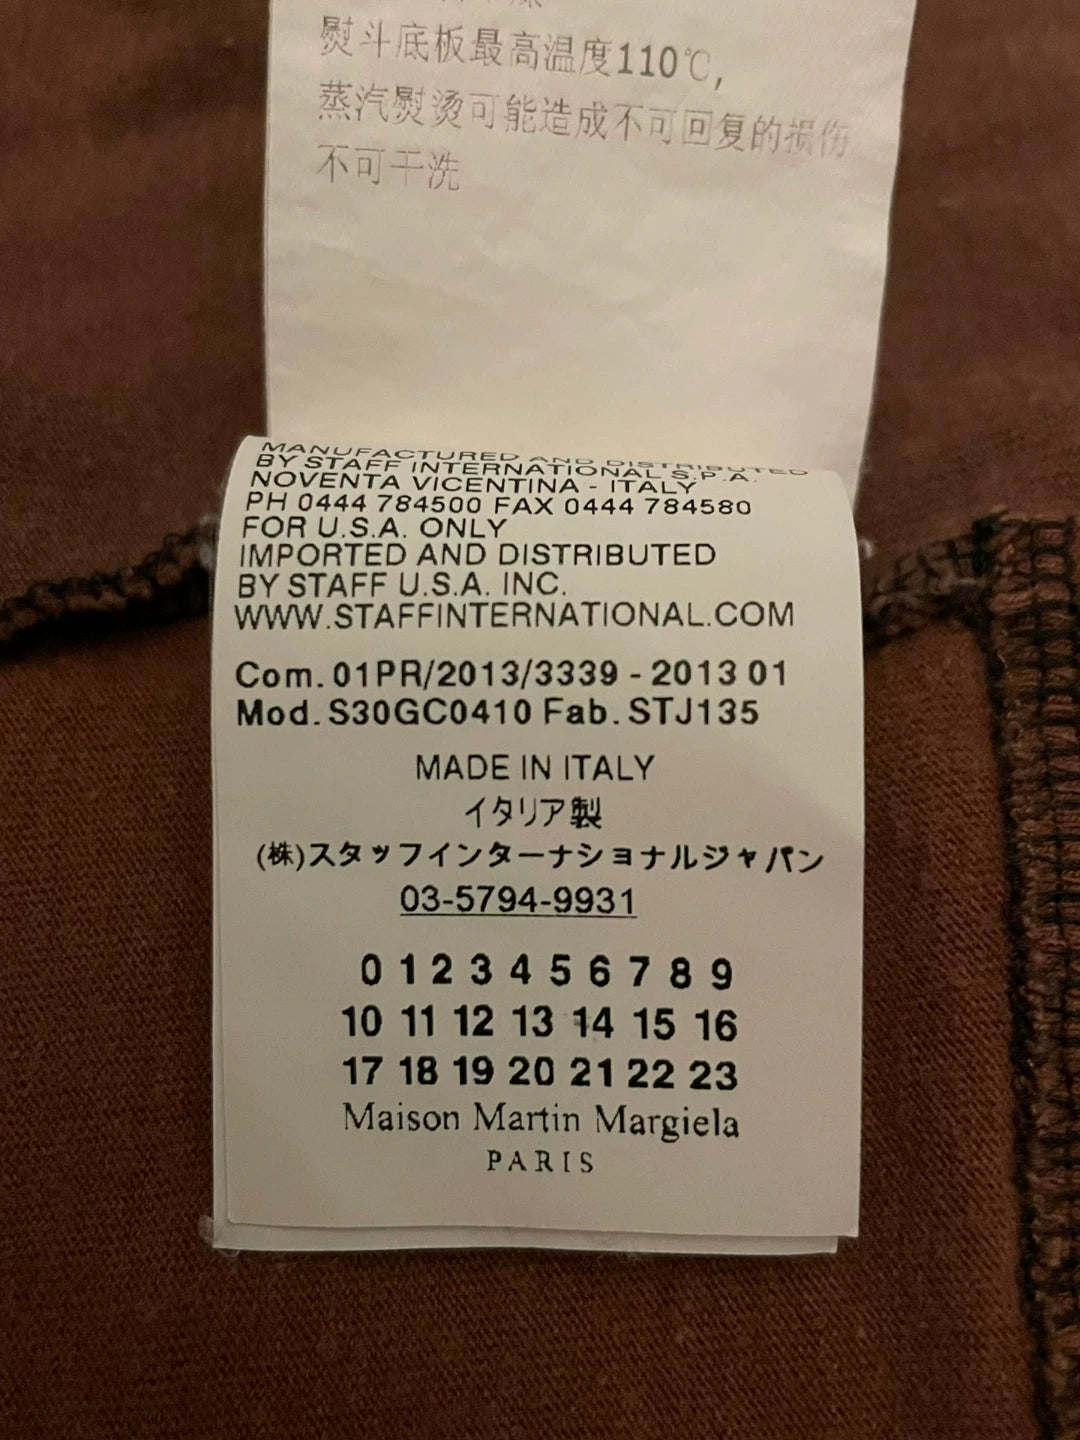 熨斗底板最高温度110℃,
蒸汽熨烫可能造成不可回复的损伤
不可干洗
MANUFACTURED AND DISTRIBUTED
BY STAFF INTERNATIONAL S.P.A.
NOVENTA VICENTINA - ITALY
PH 0444 784500 FAX 0444 784580
FOR U.S.A. ONLY
IMPORTED AND DISTRIBUTED
BY STAFF U.S.A. INC.
WWW.STAFFINTERNATIONAL.COM
Com. 01PR/2013/3339 - 2013 01
Mod. S30GC0410 Fab. STJ135
MADE IN ITALY
イタリア製
(株)スタッフインターナショナルジャパン
03-5794-9931
0 1 2 3 4 5 6 7 8 9
10 11 12 13 14 15 16
17 18 19 20 21 22 23
Maison Martin Margiela
PARIS